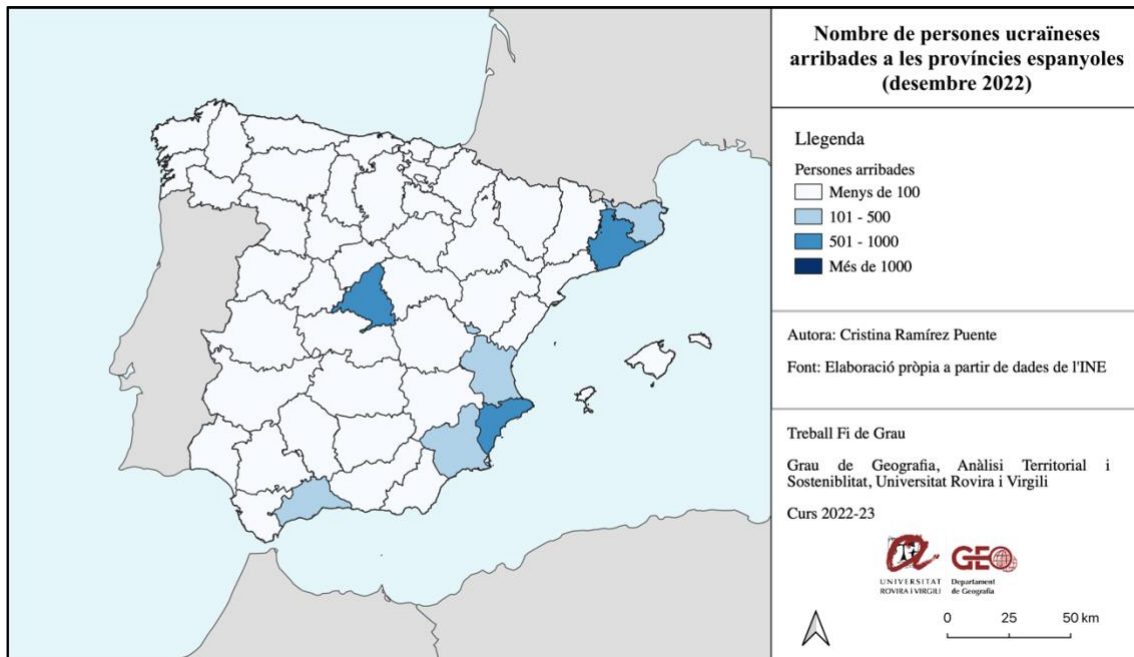 Nombre de persones ucraïneses
arribades a les províncies espanyoles
(desembre 2022)
Llegenda
Persones arribades
Menys de 100
101 - 500
501 - 1000
Més de 1000
Autora: Cristina Ramírez Puente
Font: Elaboració pròpia a partir de dades de l'INE
Treball Fi de Grau
Grau de Geografia, Anàlisi Territorial i
Sosteniblitat, Universitat Rovira i Virgili
Curs 2022-23
UNIVERSITAT
ROVIRA I VIRGILI
GEO
Departament
de Geografia
0 25 50 km